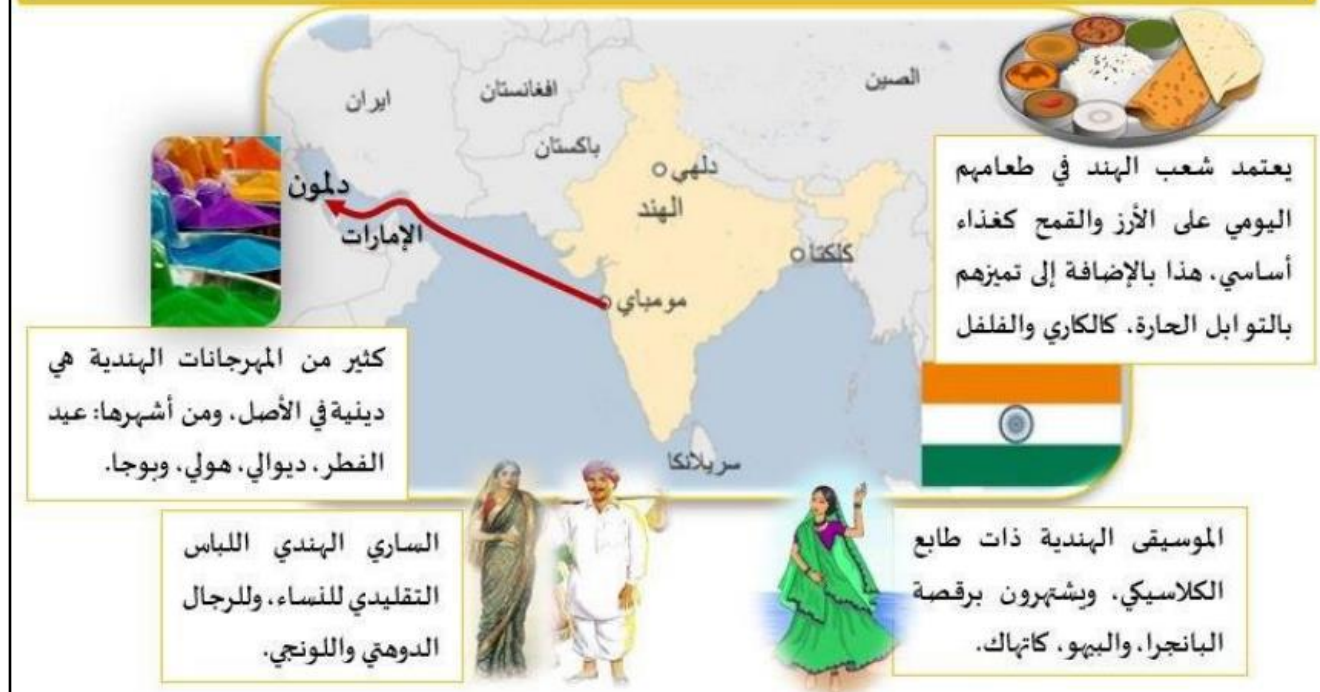 الصين
افغانستان
ايران
باكستان
دلهي
الهند
دلمون
الإمارات
كلكتا
مومباي
سريلانكا
يعتمد شعب الهند في طعامهم
اليومي على الأرز والقمح كغذاء
أساسي، هذا بالإضافة إلى تميزهم
بالتوابل الحارة، كالكاري والفلفل
كثير من المهرجانات الهندية هي
دينية في الأصل، ومن أشهرها: عيد
الفطر، ديوالي، هولي، وبوجا.
الموسيقى الهندية ذات طابع
الكلاسيكي، ويشتهرون برقصة
البانجرا، والبيهو، كاتهاك.
الساري الهندي اللباس
التقليدي للنساء، وللرجال
الدوهتي واللونجي.